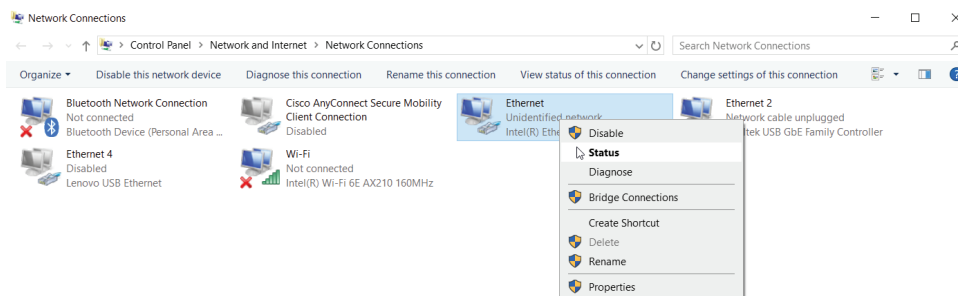 Network Connections
Control Panel > Network and Internet > Network Connections
Search Network Connections
Organize Disable this network device Diagnose this connection Rename this connection View status of this connection Change settings of this connection
Bluetooth Network Connection
Not connected
Bluetooth Device (Personal Area ...
Cisco AnyConnect Secure Mobility
Client Connection
Disabled
Ethernet
Unidentified network
Intel(R) Ethe
Ethernet 2
Network cable unplugged
tek USB GbE Family Controller
Ethernet 4
Disabled
Lenovo USB Ethernet
Wi-Fi
Not connected
Intel(R) Wi-Fi 6E AX210 160MHz
Disable
Status
Diagnose
Bridge Connections
Create Shortcut
Delete
Rename
Properties